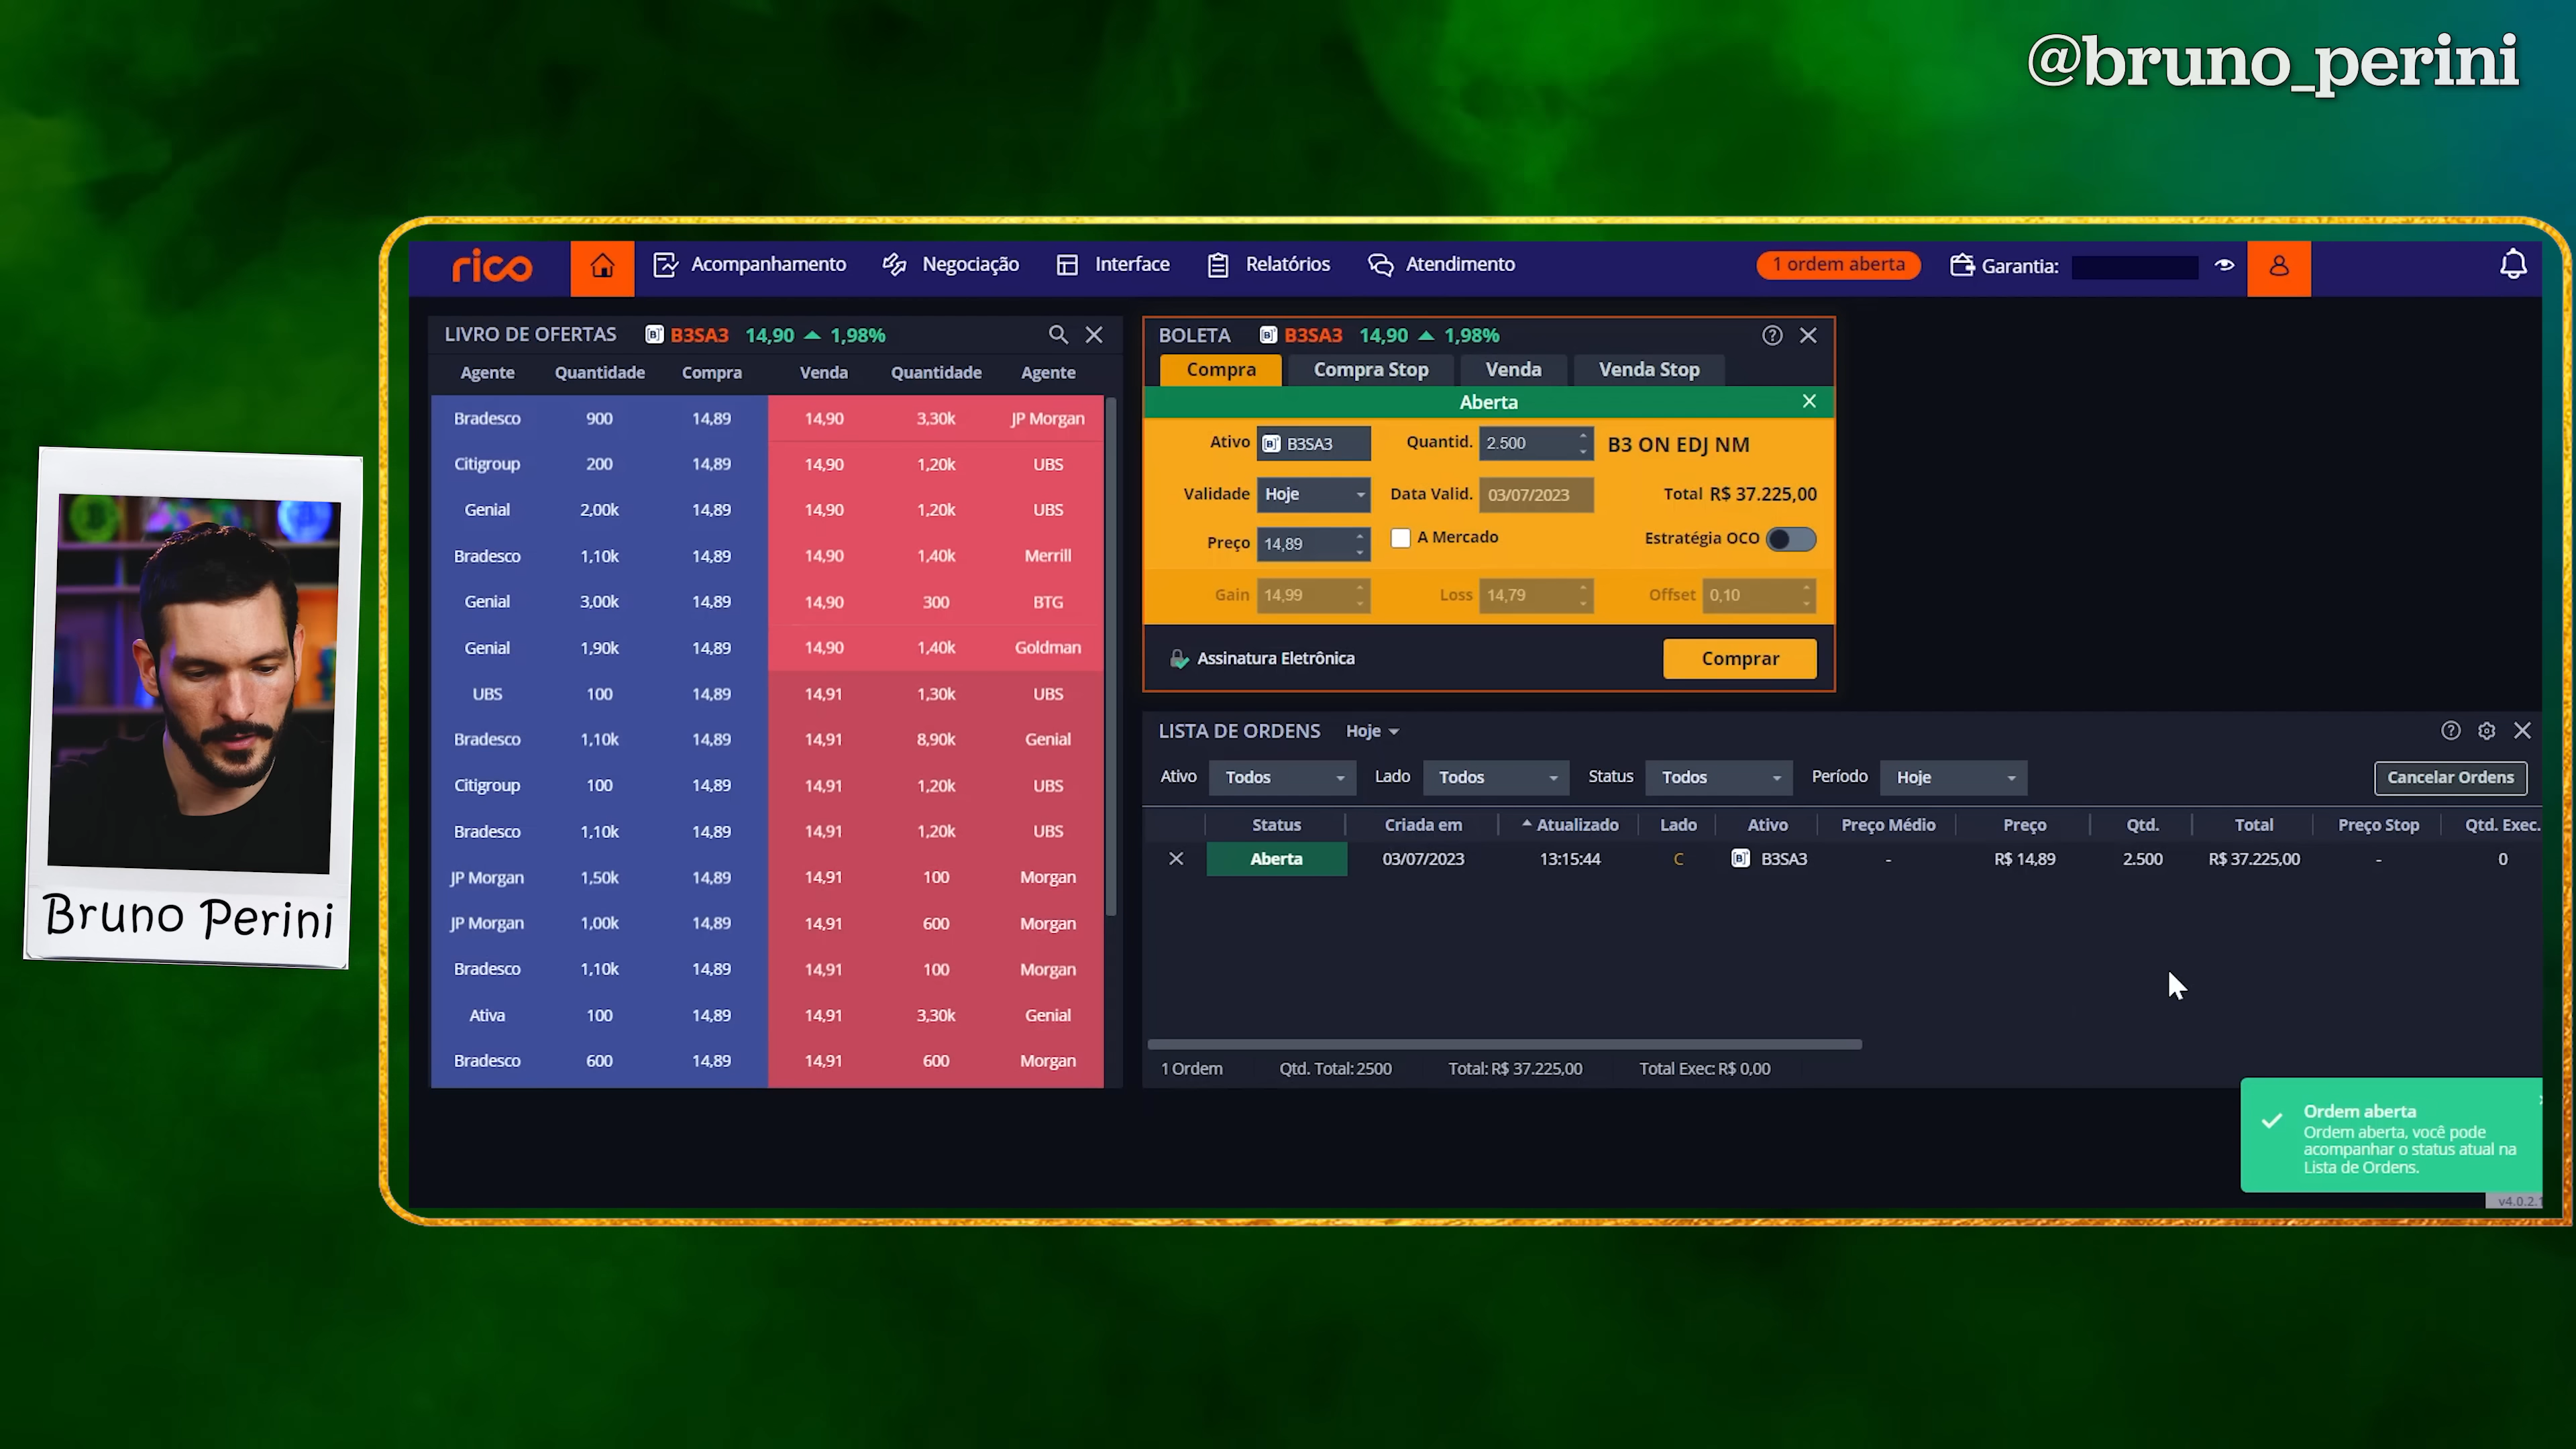 @bruno_perini
rico Acompanhamento Negociação Interface Relatórios Atendimento 1 ordem aberta Garantia:
LIVRO DE OFERTAS B3SA3 14,90 1,98%
Agente Quantidade Compra Venda Quantidade Agente
Bradesco 900 14,89 14,90 3,30k JP Morgan
Citigroup 200 14,89 14,90 1,20k UBS
Genial 2,00k 14,89 14,90 1,20k UBS
Bradesco 1,10k 14,89 14,90 1,40k Merrill
Genial 3,00k 14,89 14,90 300 BTG
Genial 1,90k 14,89 14,90 1,40k Goldman
UBS 100 14,89 14,91 1,30k UBS
Bradesco 1,10k 14,89 14,91 8,90k Genial
Citigroup 100 14,89 14,91 1,20k UBS
Bradesco 1,10k 14,89 14,91 1,20k UBS
JP Morgan 1,50k 14,89 14,91 100 Morgan
JP Morgan 1,00k 14,89 14,91 600 Morgan
Bradesco 1,10k 14,89 14,91 100 Morgan
Ativa 100 14,89 14,91 3,30k Genial
Bradesco 600 14,89 14,91 600 Morgan
BOLETA B3SA3 14,90 1,98%
Compra Compra Stop Venda Venda Stop
Aberta
Ativo B3SA3 Quantid. 2.500 B3 ON EDJ NM
Validade Hoje Data Valid. 03/07/2023 Total R$ 37.225,00
Preço 14,89 A Mercado Estratégia OCO
Gain 14,99 Loss 14,79 Offset 0,10
Assinatura Eletrônica Comprar
LISTA DE ORDENS Hoje
Ativo Todos Lado Todos Status Todos Período Hoje Cancelar Ordens
Status Criada em Atualizado Lado Ativo Preço Médio Preço Qtd. Total Preço Stop Qtd. Exec.
Aberta 03/07/2023 13:15:44 C B3SA3 - R$ 14,89 2.500 R$ 37.225,00 - 0
1 Ordem Qtd. Total: 2500 Total: R$ 37.225,00 Total Exec: R$ 0,00
Ordem aberta
Ordem aberta, você pode
acompanhar o status atual na
Lista de Ordens.
Bruno Perini